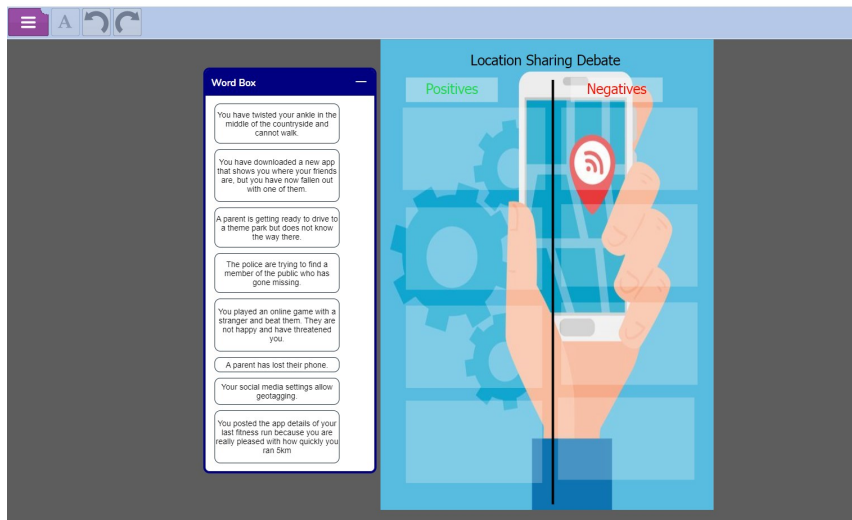 A
Word Box
You have twisted your ankle in the
middle of the countryside and
cannot walk.
You have downloaded a new app
that shows you where your friends
are, but you have now fallen out
with one of them.
A parent is getting ready to drive to
a theme park but does not know
the way there.
The police are trying to find a
member of the public who has
gone missing.
You played an online game with a
stranger and beat them. They are
not happy and have threatened
you.
A parent has lost their phone.
Your social media settings allow
geotagging.
You posted the app details of your
last fitness run because you are
really pleased with how quickly you
ran 5km
Location Sharing Debate
Positives
Negatives